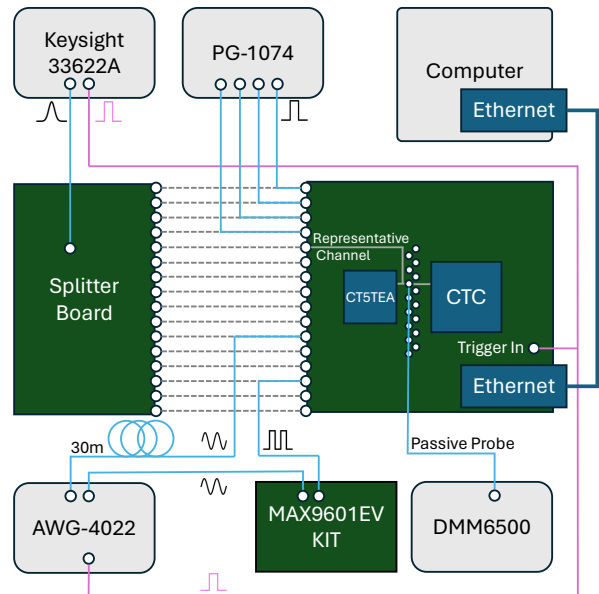 Keysight
33622A
PG-1074
Computer
Ethernet
Splitter
Board
Representative
Channel
CT5TEA
CTC
Trigger In
Ethernet
30m
Passive Probe
AWG-4022
MAX9601EV
KIT
DMM6500